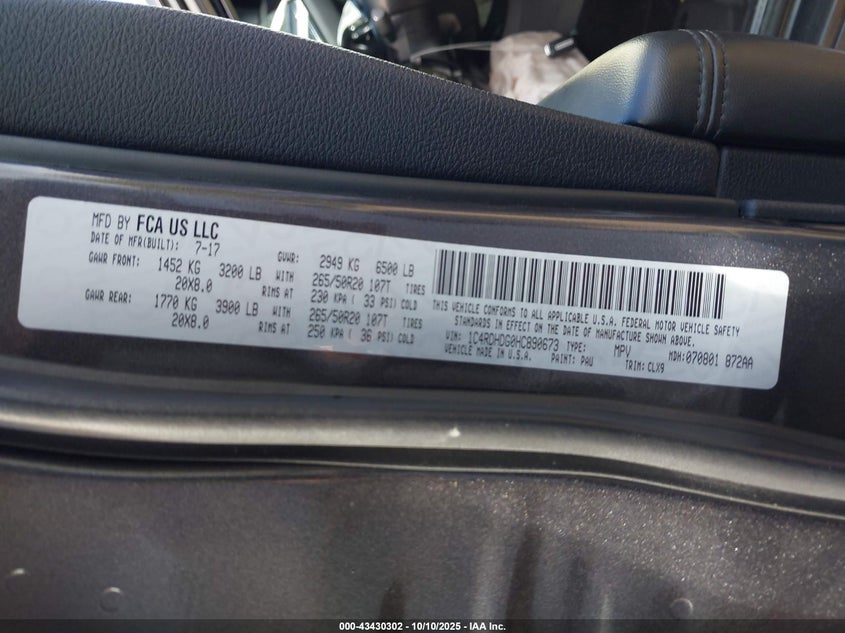 MFD BY FCA US LLC
DATE OF MFR(BUILT): 7-17 GVWR: 2949 KG 6500 LB
GAWR FRONT: 1452 KG 3200 LB WITH 265/50R20 107T TIRES
20X8.0 RIMS AT 230 KPA ( 33 PSI) COLD
GAWR REAR: 1770 KG 3900 LB WITH 265/50R20 107T TIRES
20X8.0 RIMS AT 250 KPA ( 36 PSI) COLD
THIS VEHICLE CONFORMS TO ALL APPLICABLE U.S.A. FEDERAL MOTOR VEHICLE SAFETY
STANDARDS IN EFFECT ON THE DATE OF MANUFACTURE SHOWN ABOVE.
VIN: 1C4RDHDG0HC890673 TYPE: MPV MDH:070801 872AA
VEHICLE MADE IN U.S.A. PAINT: PAU TRIM: CLX9
000-43430302 - 10/10/2025 - IAA Inc.